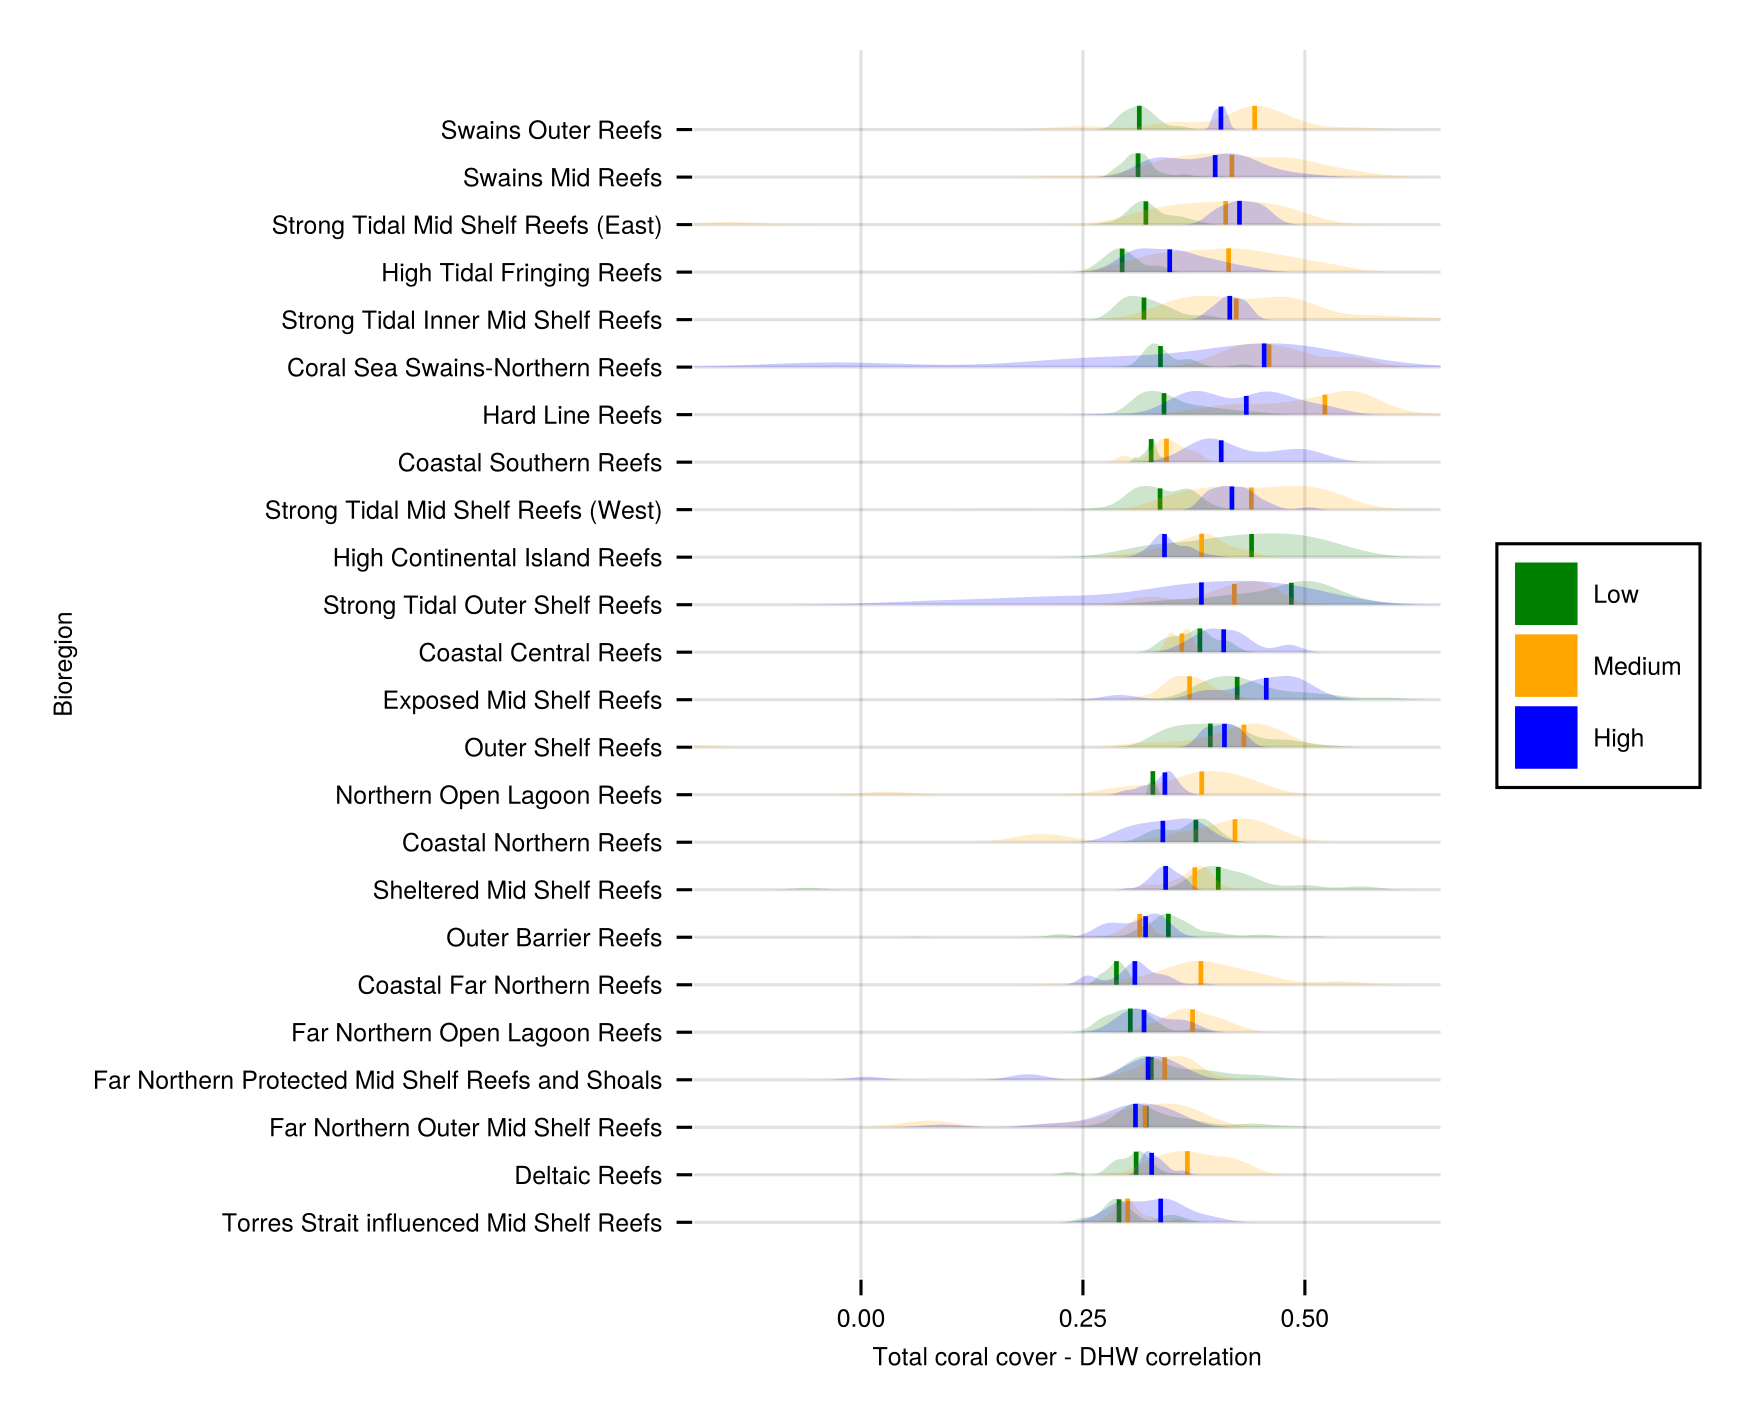 Swains Outer Reefs
Swains Mid Reefs
Strong Tidal Mid Shelf Reefs (East)
High Tidal Fringing Reefs
Strong Tidal Inner Mid Shelf Reefs
Coral Sea Swains-Northern Reefs
Hard Line Reefs
Coastal Southern Reefs
Strong Tidal Mid Shelf Reefs (West)
High Continental Island Reefs
Strong Tidal Outer Shelf Reefs
Coastal Central Reefs
Exposed Mid Shelf Reefs
Outer Shelf Reefs
Northern Open Lagoon Reefs
Coastal Northern Reefs
Sheltered Mid Shelf Reefs
Outer Barrier Reefs
Coastal Far Northern Reefs
Far Northern Open Lagoon Reefs
Far Northern Protected Mid Shelf Reefs and Shoals
Far Northern Outer Mid Shelf Reefs
Deltaic Reefs
Torres Strait influenced Mid Shelf Reefs
Bioregion
0.00 0.25 0.50
Total coral cover - DHW correlation
Low
Medium
High